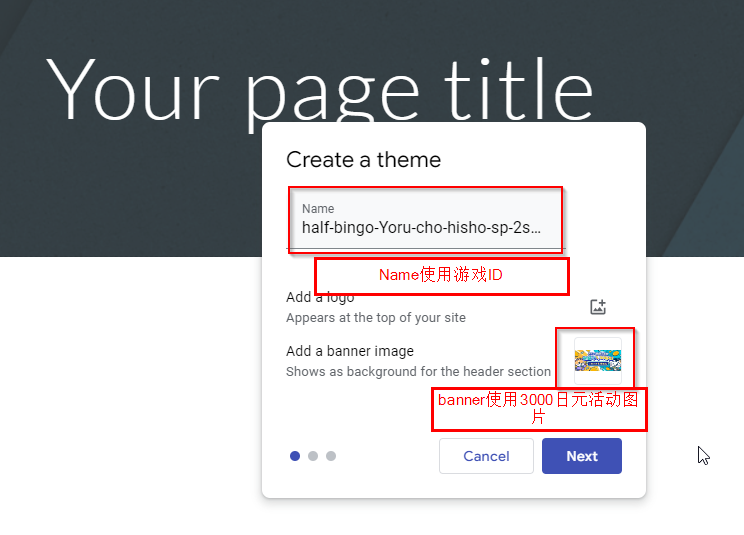 Your page title
Create a theme
Name
half-bingo-Yoru-cho-hisho-sp-2s...
Name使用游戏ID
Add a logo
Appears at the top of your site
Add a banner image
Shows as background for the header section
banner使用3000日元活动图
片
Cancel
Next